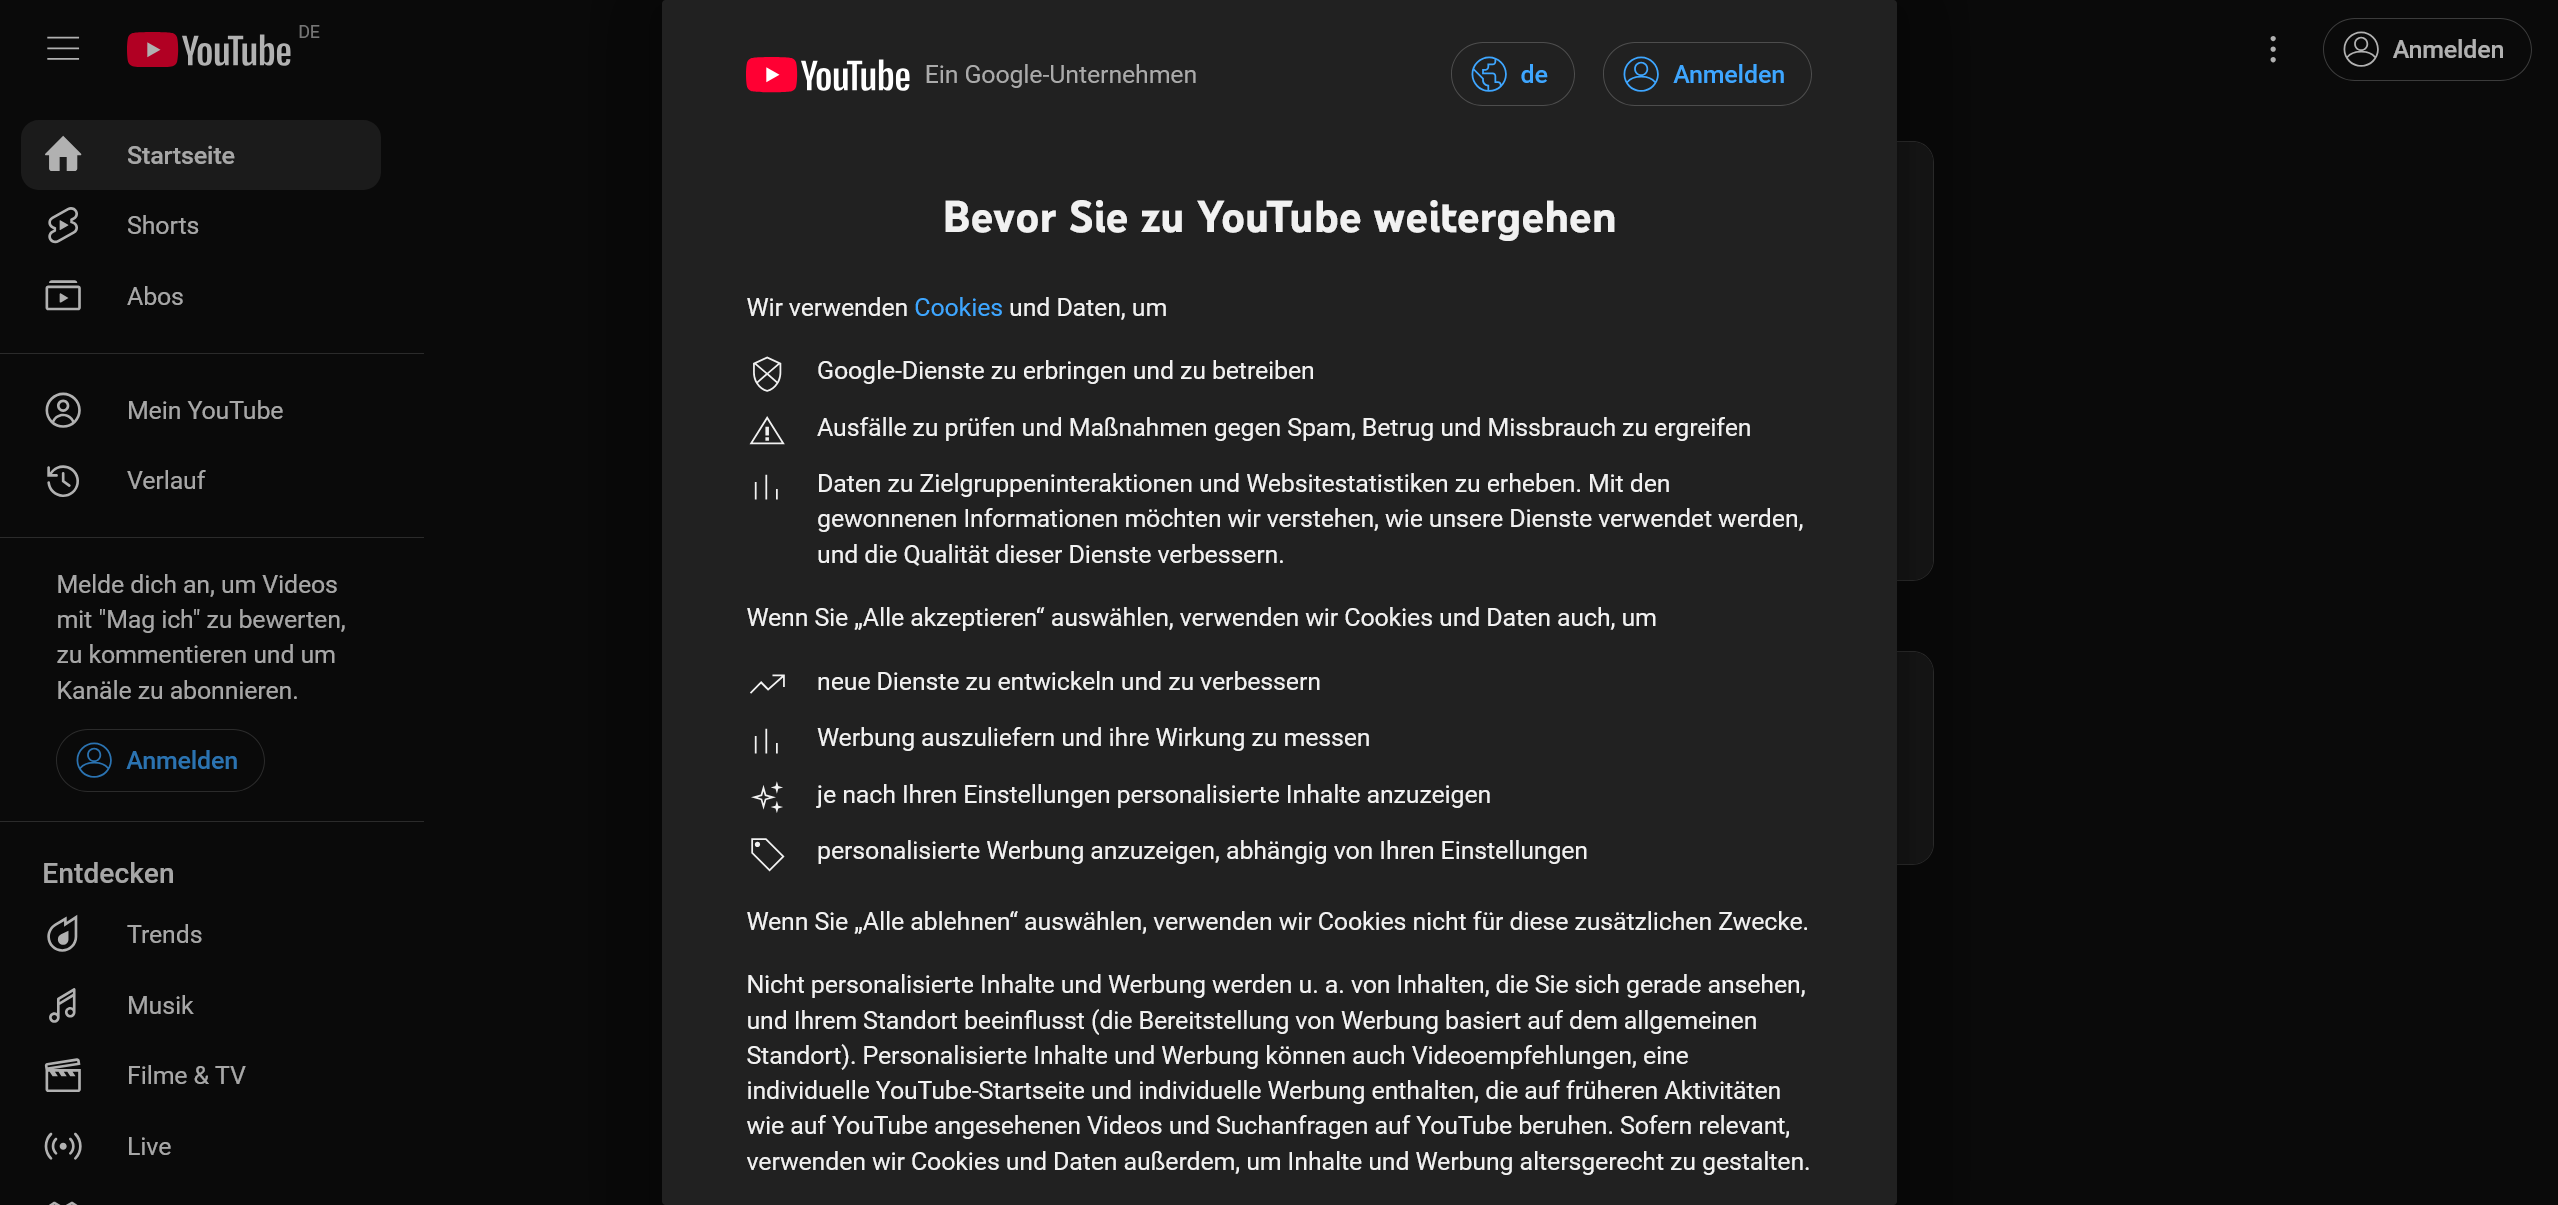 YouTube DE
Startseite
Shorts
Abos
Mein YouTube
Verlauf
Melde dich an, um Videos
mit "Mag ich" zu bewerten,
zu kommentieren und um
Kanäle zu abonnieren.
Anmelden
Entdecken
Trends
Musik
Filme & TV
Live
YouTube Ein Google-Unternehmen
de
Anmelden
Bevor Sie zu YouTube weitergehen
Wir verwenden Cookies und Daten, um
Google-Dienste zu erbringen und zu betreiben
Ausfälle zu prüfen und Maßnahmen gegen Spam, Betrug und Missbrauch zu ergreifen
Daten zu Zielgruppeninteraktionen und Websitestatistiken zu erheben. Mit den
gewonnenen Informationen möchten wir verstehen, wie unsere Dienste verwendet werden,
und die Qualität dieser Dienste verbessern.
Wenn Sie „Alle akzeptieren“ auswählen, verwenden wir Cookies und Daten auch, um
neue Dienste zu entwickeln und zu verbessern
Werbung auszuliefern und ihre Wirkung zu messen
je nach Ihren Einstellungen personalisierte Inhalte anzuzeigen
personalisierte Werbung anzuzeigen, abhängig von Ihren Einstellungen
Wenn Sie „Alle ablehnen“ auswählen, verwenden wir Cookies nicht für diese zusätzlichen Zwecke.
Nicht personalisierte Inhalte und Werbung werden u. a. von Inhalten, die Sie sich gerade ansehen,
und Ihrem Standort beeinflusst (die Bereitstellung von Werbung basiert auf dem allgemeinen
Standort). Personalisierte Inhalte und Werbung können auch Videoempfehlungen, eine
individuelle YouTube-Startseite und individuelle Werbung enthalten, die auf früheren Aktivitäten
wie auf YouTube angesehenen Videos und Suchanfragen auf YouTube beruhen. Sofern relevant,
verwenden wir Cookies und Daten außerdem, um Inhalte und Werbung altersgerecht zu gestalten.
Anmelden